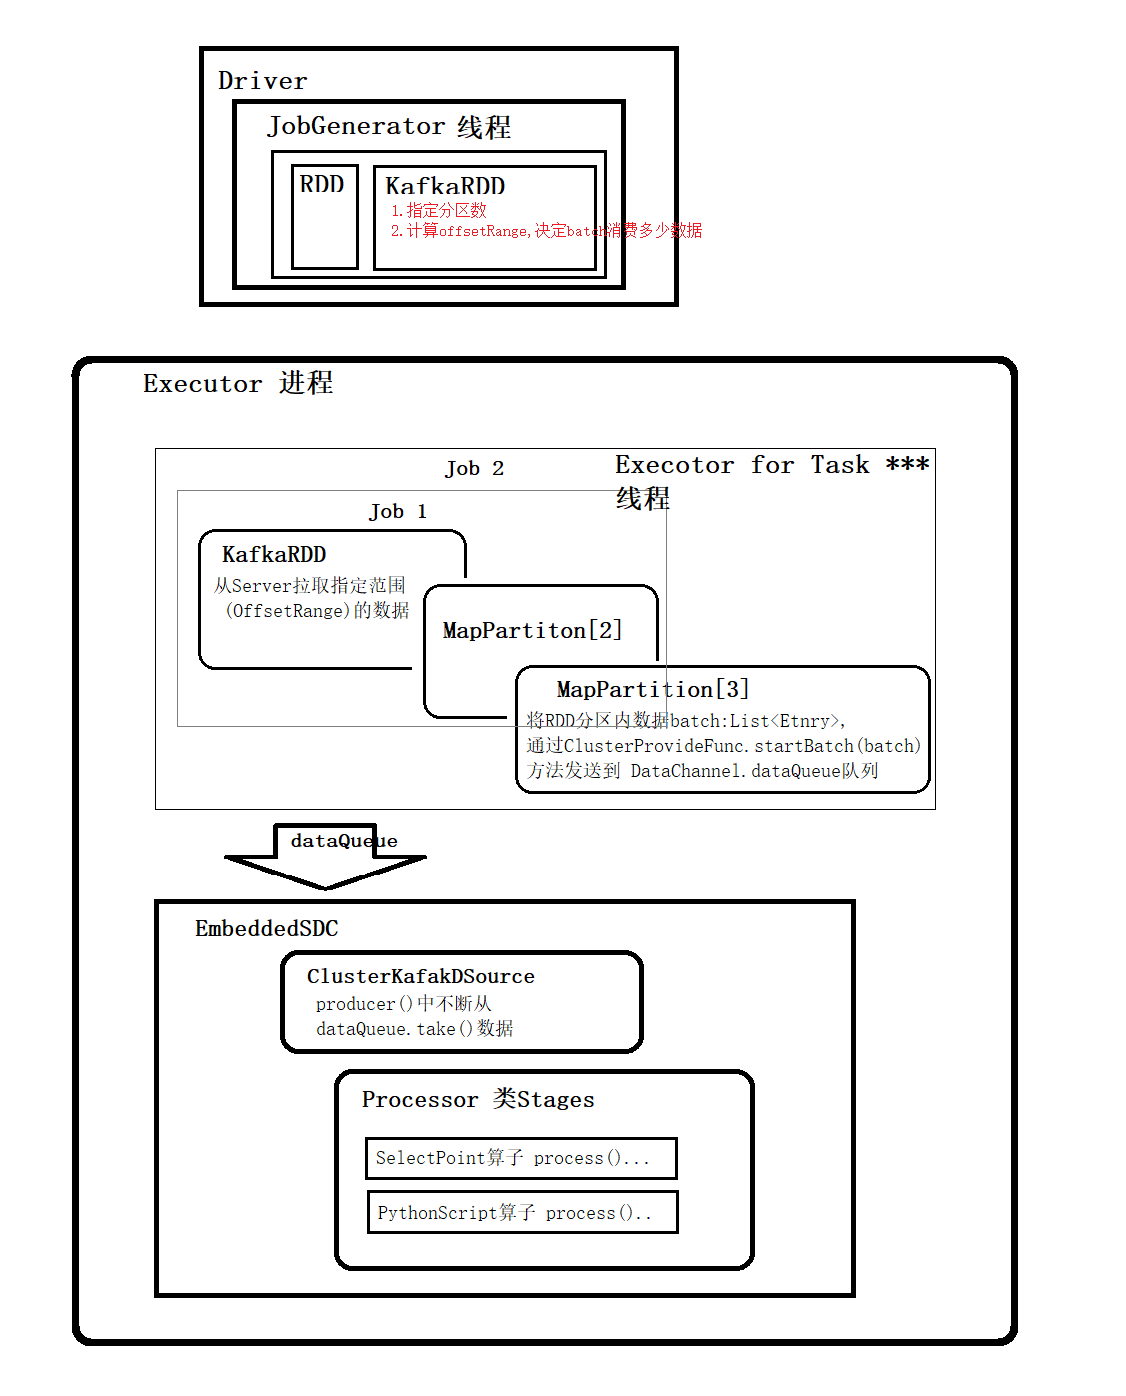 Driver
JobGenerator 线程
RDD
KafkaRDD
1.指定分区数
2.计算offsetRange,决定batch消费多少数据
Executor 进程
Job 2
Execotor for Task ***
线程
Job 1
KafkaRDD
从Server拉取指定范围
(OffsetRange)的数据
MapPartiton[2]
MapPartition[3]
将RDD分区内数据batch:List<Etnry>,
通过ClusterProvideFunc.startBatch(batch)
方法发送到 DataChannel.dataQueue队列
dataQueue
EmbeddedSDC
ClusterKafakDSource
producer()中不断从
dataQueue.take()数据
Processor 类Stages
SelectPoint算子 process()...
PythonScript算子 process()..